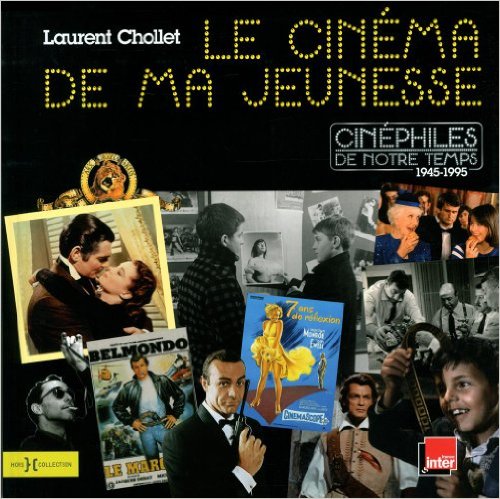 Laurent Chollet
LE CINÉMA
DE MA JEUNESSE
CINÉPHILES
DE NOTRE TEMPS
1945-1995
BELMONDO
7 ans
de réflexion
MONROE
EWELL
CINEMASCOPE
LE MAR
HORS COLLECTION
france
inter